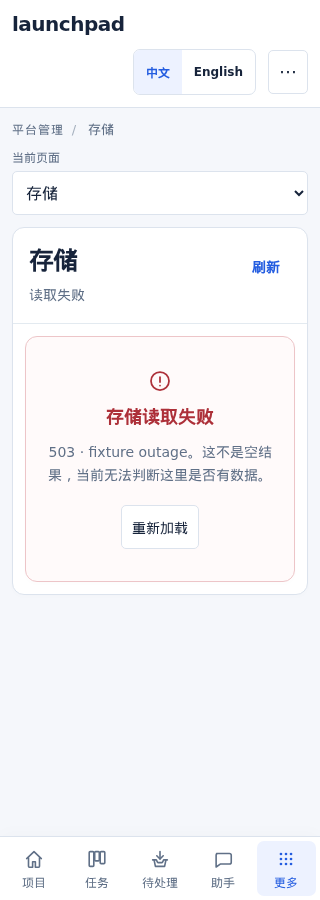 launchpad
中文
English
···
平台管理 / 存储
当前页面
存储
存储
刷新
读取失败
存储读取失败
503 · fixture outage。这不是空结
果，当前无法判断这里是否有数据。
重新加载
项目
任务
待处理
助手
更多